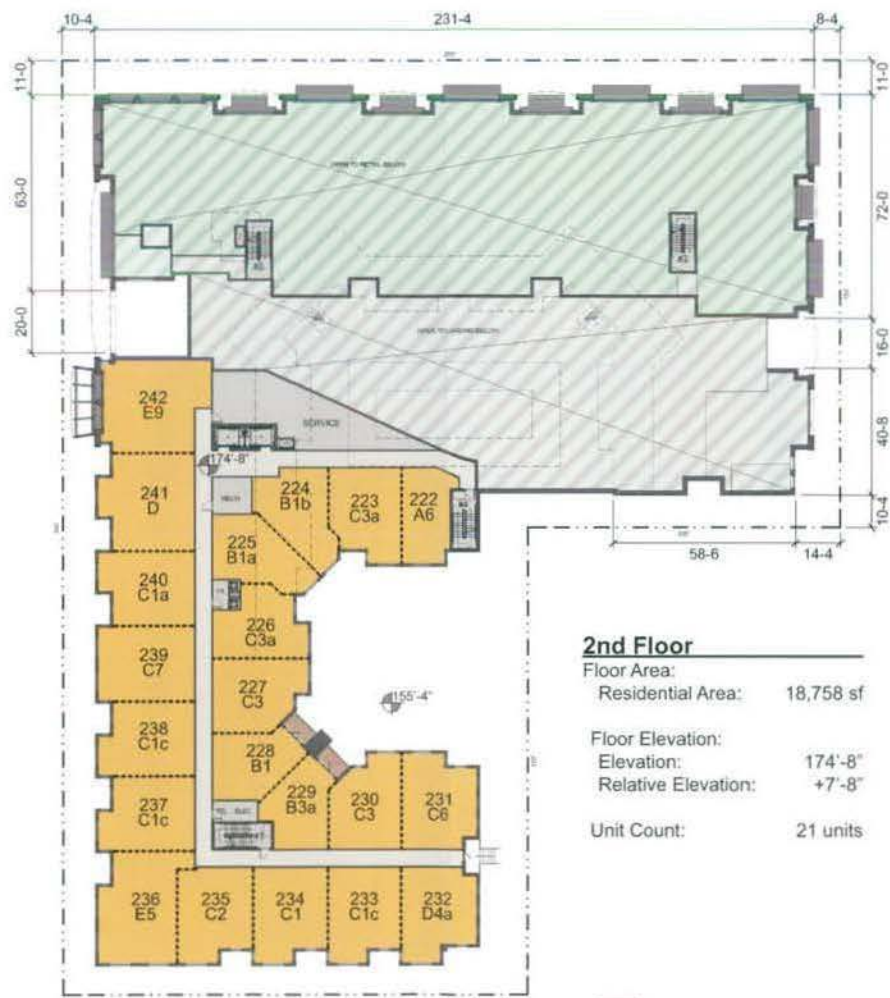 10-4
231-4
8-4
11-0
11-0
63-0
72-0
20-0
16-0
40-8
10-4
58-6
14-4
OPEN TO RETAIL BELOW
SERVICE
242
E9
174'-8"
241
D
224
B1b
223
C3a
222
A6
225
B1a
240
C1a
226
C3a
239
C7
227
C3
155'-4"
238
C1c
228
B1
229
B3a
230
C3
231
C6
237
C1c
236
E5
235
C2
234
C1
233
C1c
232
D4a
2nd Floor
Floor Area:
Residential Area: 18,758 sf
Floor Elevation:
Elevation: 174'-8"
Relative Elevation: +7'-8"
Unit Count: 21 units